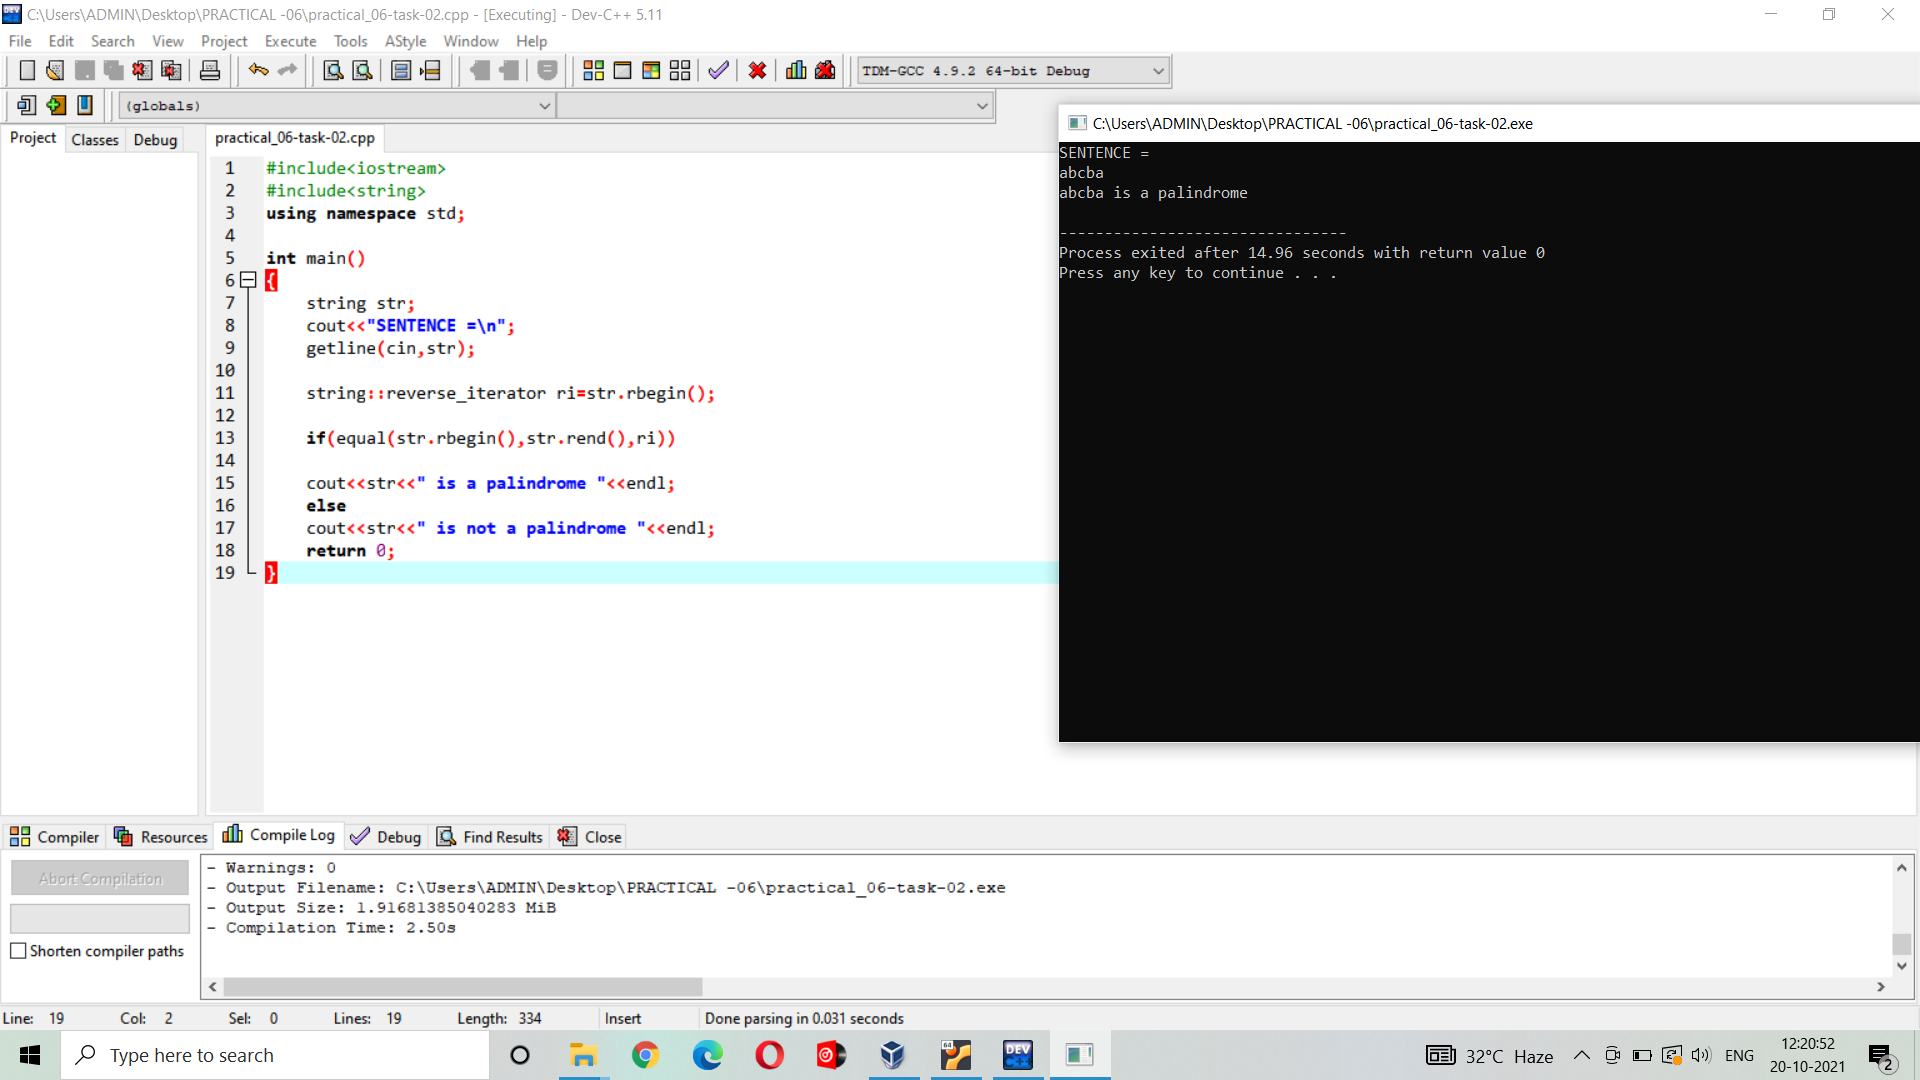 C:\Users\ADMIN\Desktop\PRACTICAL -06\practical_06-task-02.cpp - [Executing] - Dev-C++ 5.11
File Edit Search View Project Execute Tools AStyle Window Help
TDM-GCC 4.9.2 64-bit Debug
(globals)
Project Classes Debug
practical_06-task-02.cpp
1 #include<iostream>
2 #include<string>
3 using namespace std;
4
5 int main()
6 {
7 string str;
8 cout<<"SENTENCE =\n";
9 getline(cin,str);
10
11 string::reverse_iterator ri=str.rbegin();
12
13 if(equal(str.rbegin(),str.rend(),ri))
14
15 cout<<str<<" is a palindrome "<<endl;
16 else
17 cout<<str<<" is not a palindrome "<<endl;
18 return 0;
19 }
C:\Users\ADMIN\Desktop\PRACTICAL -06\practical_06-task-02.exe
SENTENCE =
abcba
abcba is a palindrome
--------------------------------
Process exited after 14.96 seconds with return value 0
Press any key to continue . . .
Compiler Resources Compile Log Debug Find Results Close
Abort Compilation
Shorten compiler paths
- Warnings: 0
- Output Filename: C:\Users\ADMIN\Desktop\PRACTICAL -06\practical_06-task-02.exe
- Output Size: 1.91681385040283 MiB
- Compilation Time: 2.50s
Line: 19 Col: 2 Sel: 0 Lines: 19 Length: 334 Insert Done parsing in 0.031 seconds
Type here to search
64
DEV C++
32°C Haze
ENG
12:20:52
20-10-2021
2